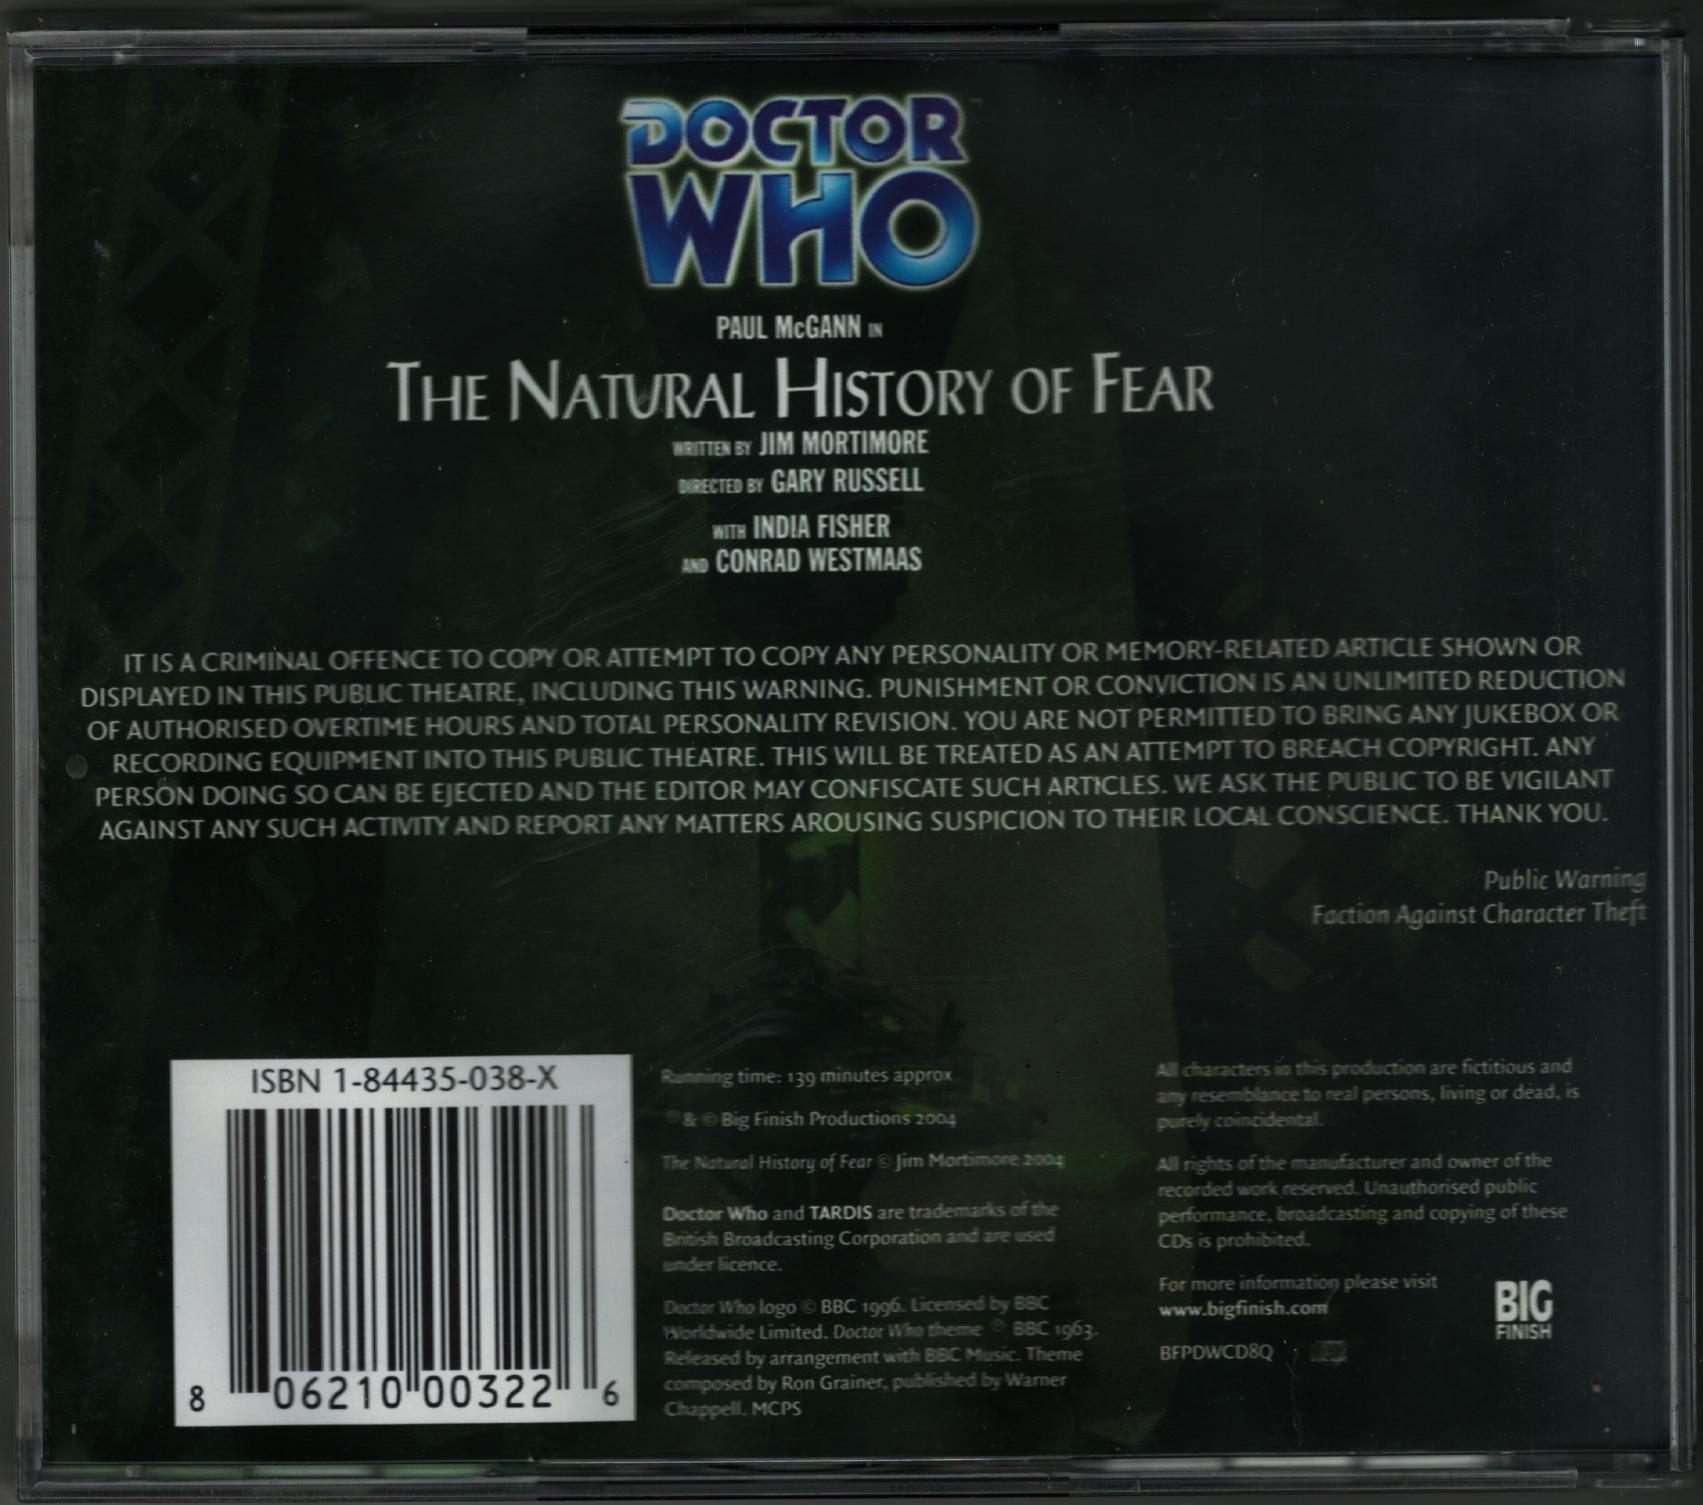 DOCTOR
WHO
™
PAUL McGANN IN
THE NATURAL HISTORY OF FEAR
WRITTEN BY JIM MORTIMORE
DIRECTED BY GARY RUSSELL
WITH INDIA FISHER
AND CONRAD WESTMAAS
IT IS A CRIMINAL OFFENCE TO COPY OR ATTEMPT TO COPY ANY PERSONALITY OR MEMORY-RELATED ARTICLE SHOWN OR
DISPLAYED IN THIS PUBLIC THEATRE, INCLUDING THIS WARNING. PUNISHMENT OR CONVICTION IS AN UNLIMITED REDUCTION
OF AUTHORISED OVERTIME HOURS AND TOTAL PERSONALITY REVISION. YOU ARE NOT PERMITTED TO BRING ANY JUKEBOX OR
RECORDING EQUIPMENT INTO THIS PUBLIC THEATRE. THIS WILL BE TREATED AS AN ATTEMPT TO BREACH COPYRIGHT. ANY
PERSON DOING SO CAN BE EJECTED AND THE EDITOR MAY CONFISCATE SUCH ARTICLES. WE ASK THE PUBLIC TO BE VIGILANT
AGAINST ANY SUCH ACTIVITY AND REPORT ANY MATTERS AROUSING SUSPICION TO THEIR LOCAL CONSCIENCE. THANK YOU.
Public Warning
Faction Against Character Theft
ISBN 1-84435-038-X
8 06210 00322 6
Running time: 139 minutes approx
℗ & © Big Finish Productions 2004
The Natural History of Fear © Jim Mortimore 2004
Doctor Who and TARDIS are trademarks of the
British Broadcasting Corporation and are used
under licence.
Doctor Who logo © BBC 1996. Licensed by BBC
Worldwide Limited. Doctor Who theme ℗ BBC 1963.
Released by arrangement with BBC Music. Theme
composed by Ron Grainer, published by Warner
Chappell. MCPS
All characters in this production are fictitious and
any resemblance to real persons, living or dead, is
purely coincidental.
All rights of the manufacturer and owner of the
recorded work reserved. Unauthorised public
performance, broadcasting and copying of these
CDs is prohibited.
For more information please visit
www.bigfinish.com
BFPDWCD8Q
BIG
FINISH